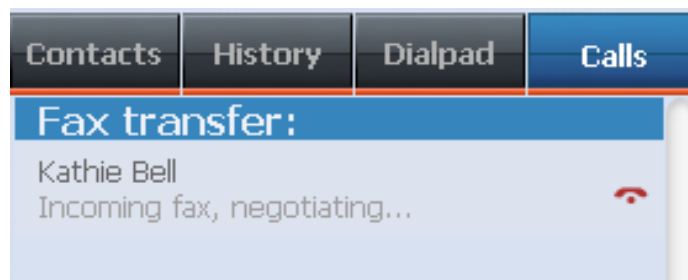 Contacts History Dialpad Calls
Fax transfer:
Kathie Bell
Incoming fax, negotiating...